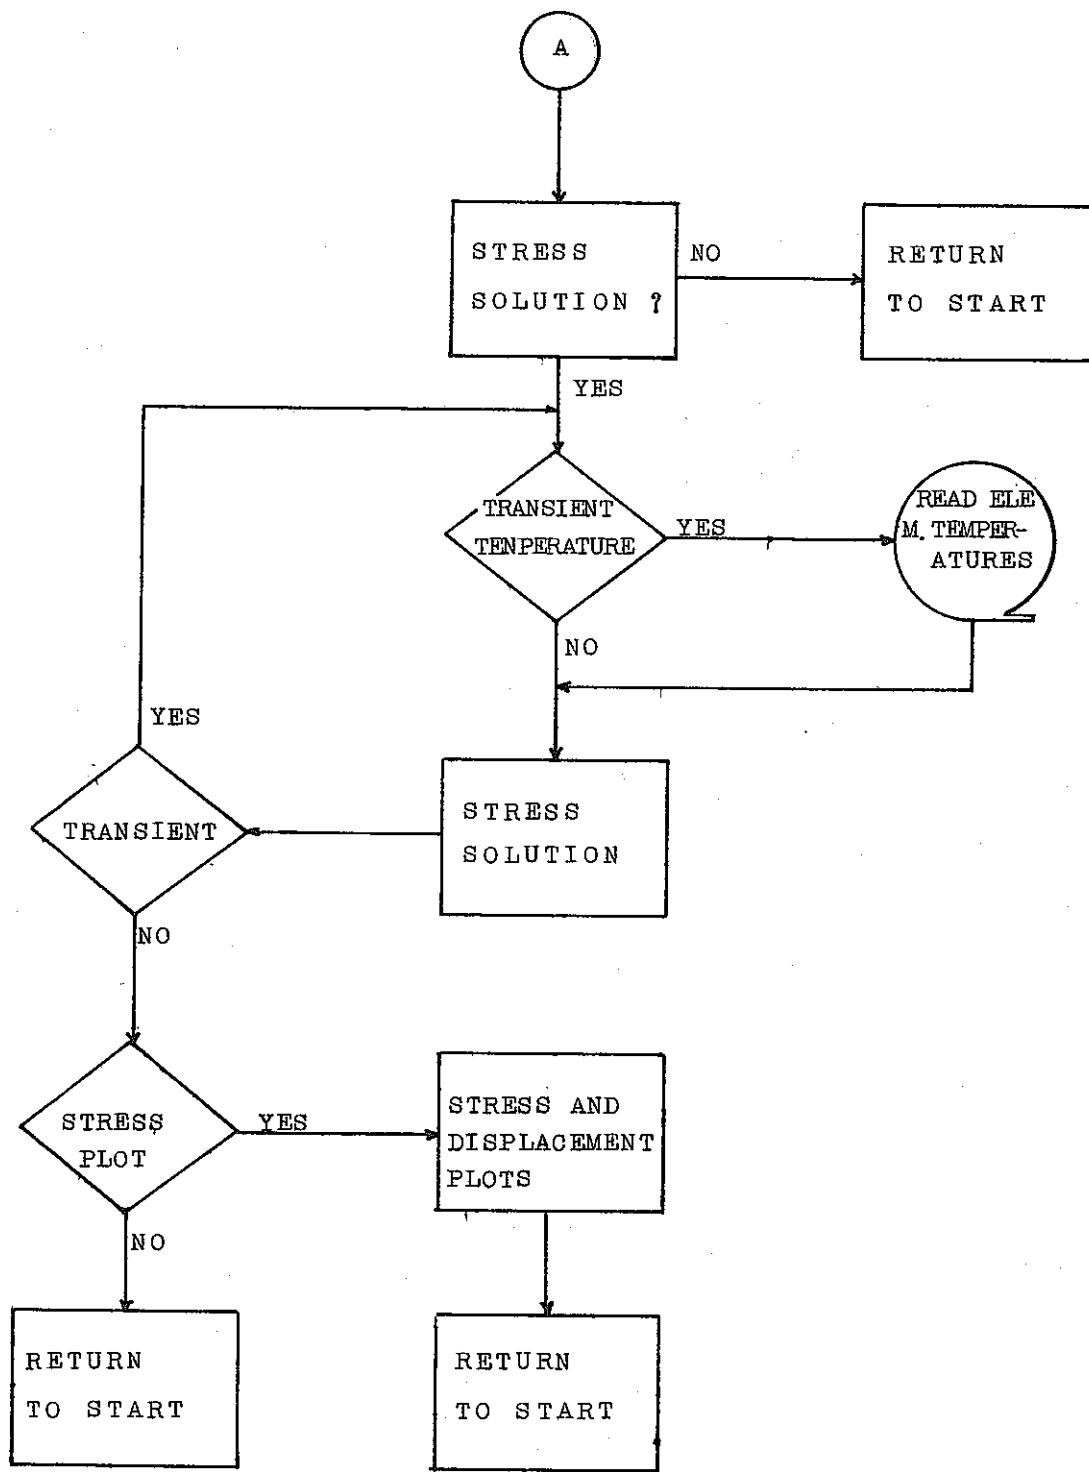 A
STRESS
SOLUTION ?
NO
RETURN
TO START
YES
TRANSIENT
TENPERATURE
YES
READ ELE
M. TEMPER-
ATURES
NO
YES
TRANSIENT
STRESS
SOLUTION
NO
STRESS
PLOT
YES
STRESS AND
DISPLACEMENT
PLOTS
NO
RETURN
TO START
RETURN
TO START